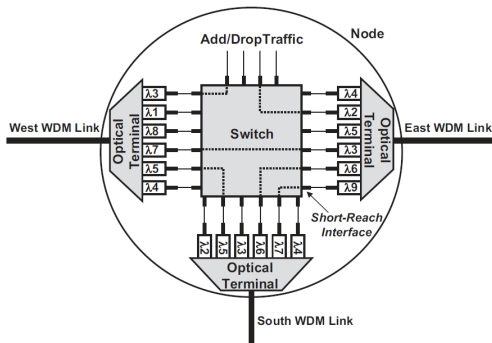 Node
Add/DropTraffic
λ3
λ1
λ8
λ7
λ5
λ4
λ4
λ2
λ5
λ3
λ6
λ9
West WDM Link
Optical
Terminal
Switch
Optical
Terminal
East WDM Link
Short-Reach
Interface
λ2
λ5
λ3
λ6
λ7
λ4
Optical
Terminal
South WDM Link